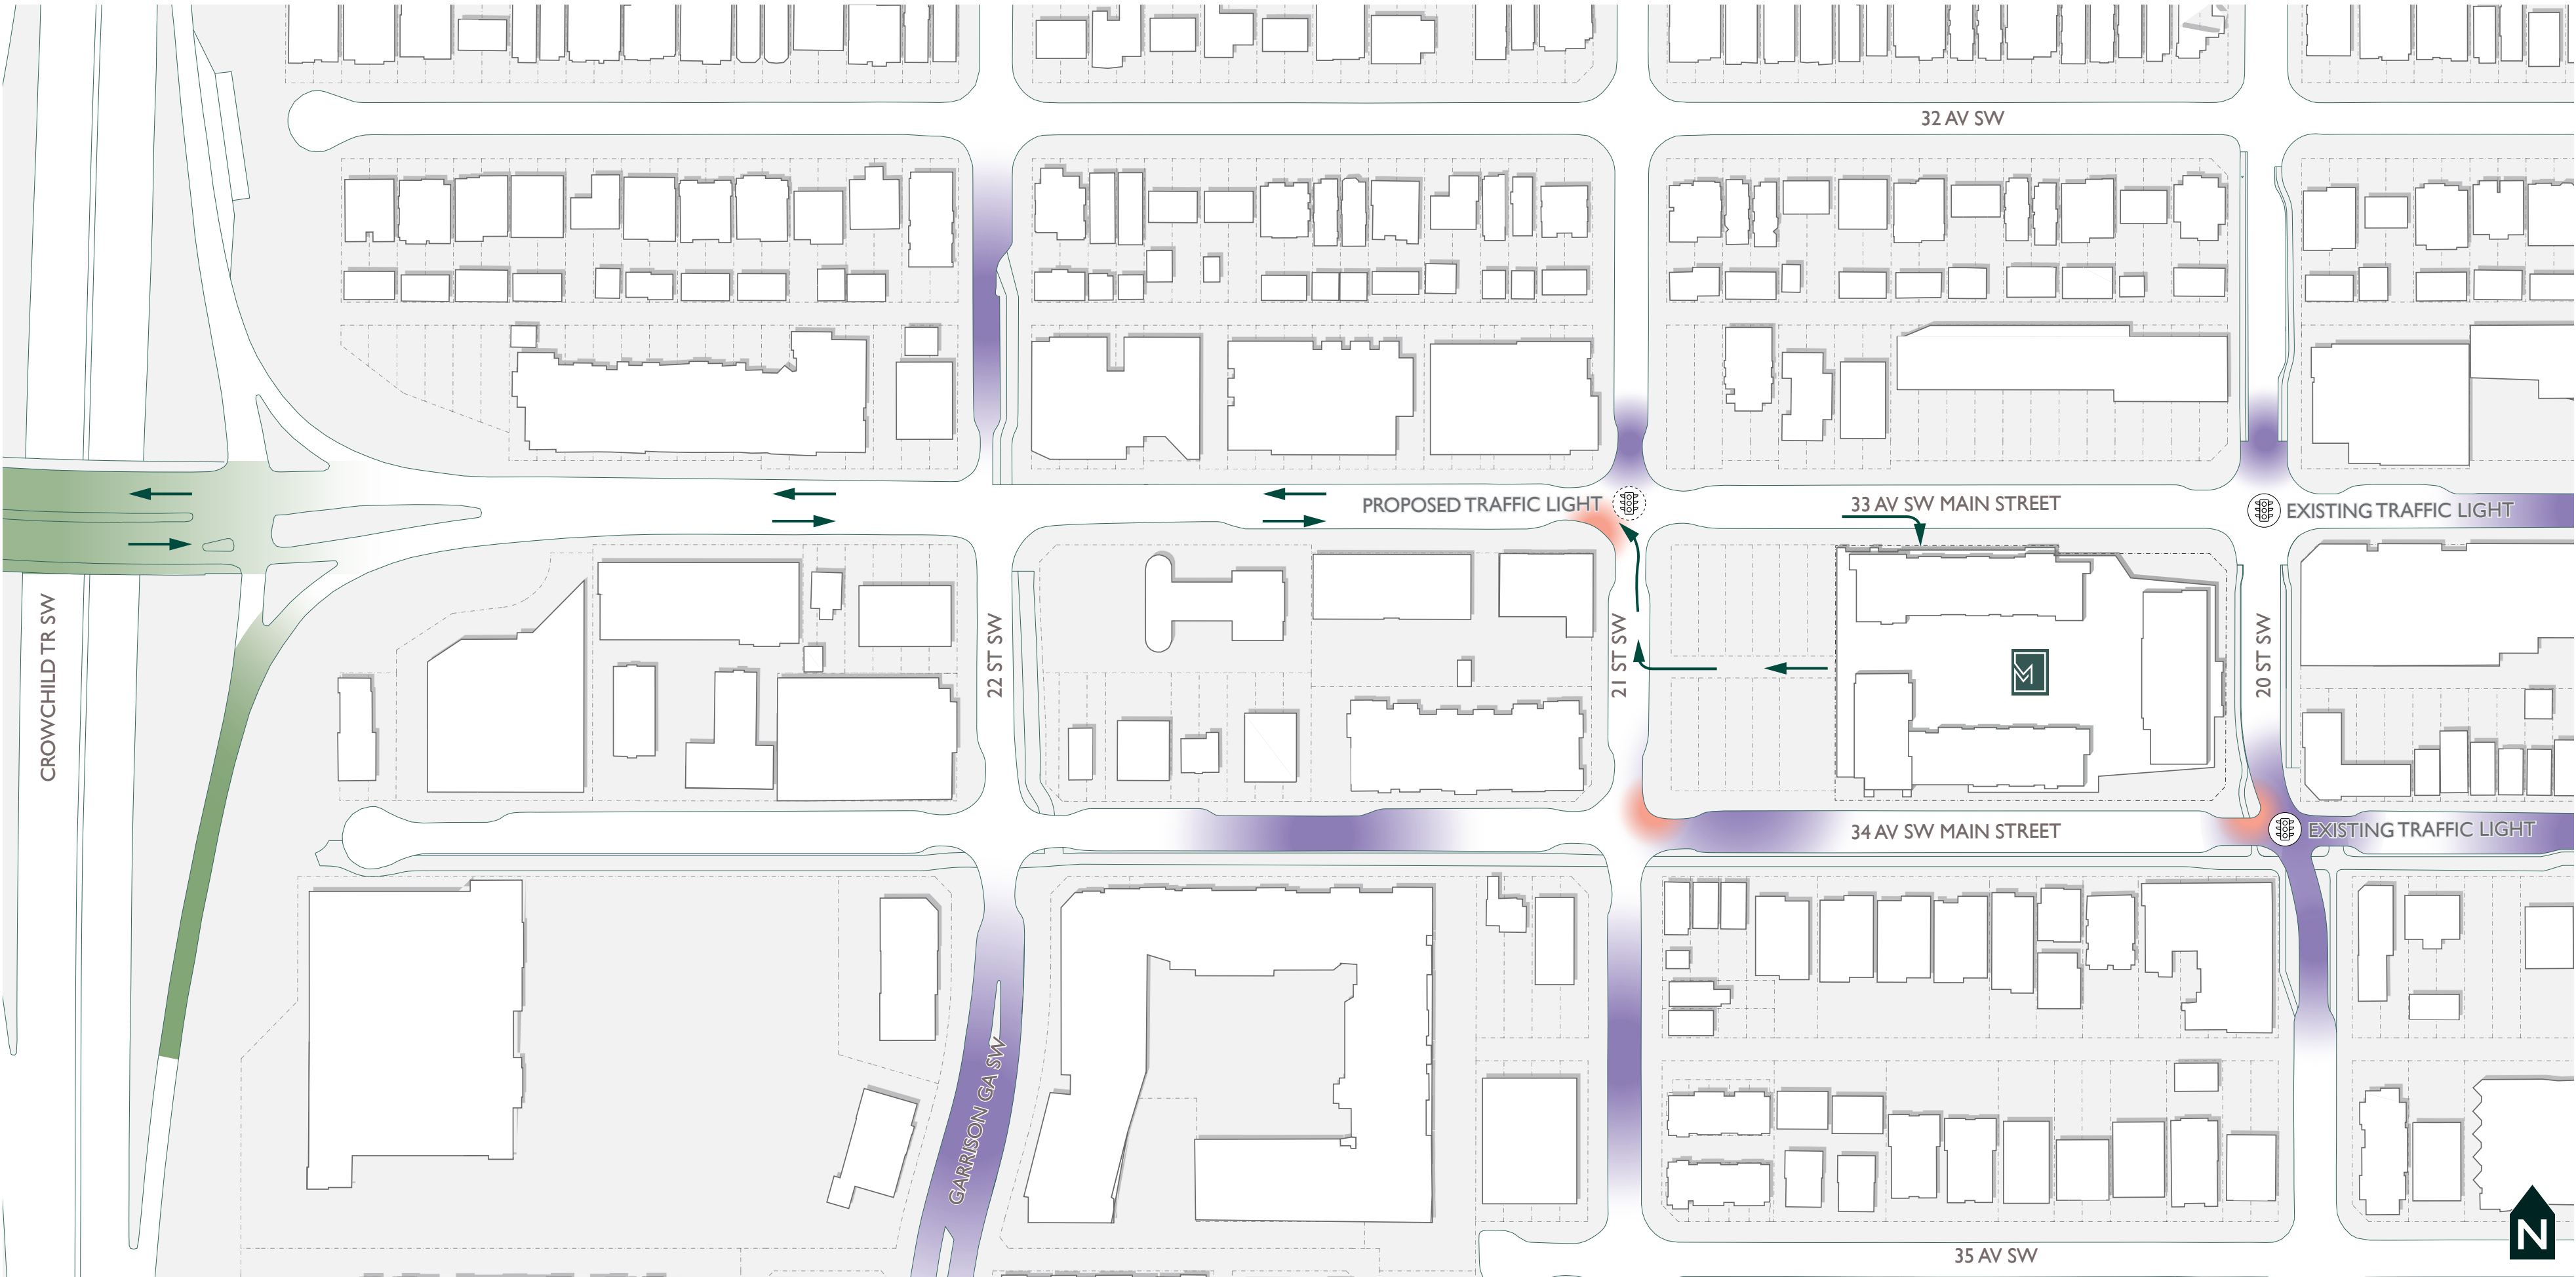 32 AV SW
PROPOSED TRAFFIC LIGHT
33 AV SW MAIN STREET
EXISTING TRAFFIC LIGHT
CROWCHILD TR SW
22 ST SW
21 ST SW
20 ST SW
M
34 AV SW MAIN STREET
EXISTING TRAFFIC LIGHT
GARRISON GA SW
35 AV SW
N